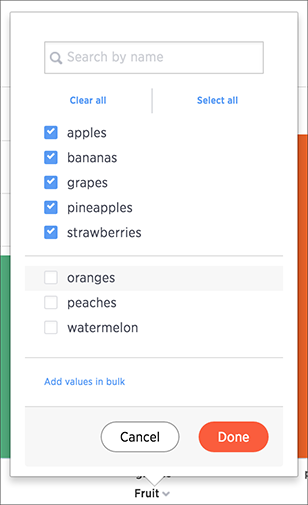 Search by name
Clear all
Select all
apples
bananas
grapes
pineapples
strawberries
oranges
peaches
watermelon
Add values in bulk
Cancel
Done
Fruit